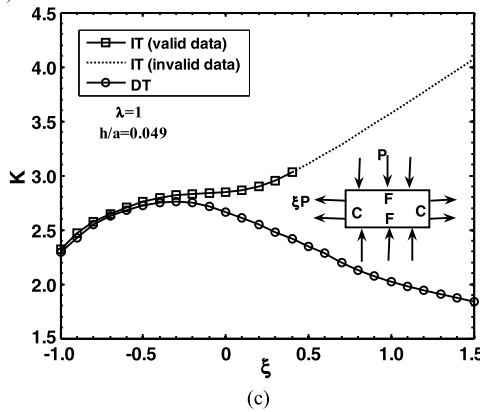 4.5
4.0
3.5
3.0
2.5
2.0
1.5
K
IT (valid data)
IT (invalid data)
DT
λ=1
h/a=0.049
P
ξP
F
C
C
F
-1.0
-0.5
0
0.5
1.0
1.5
ξ
(c)